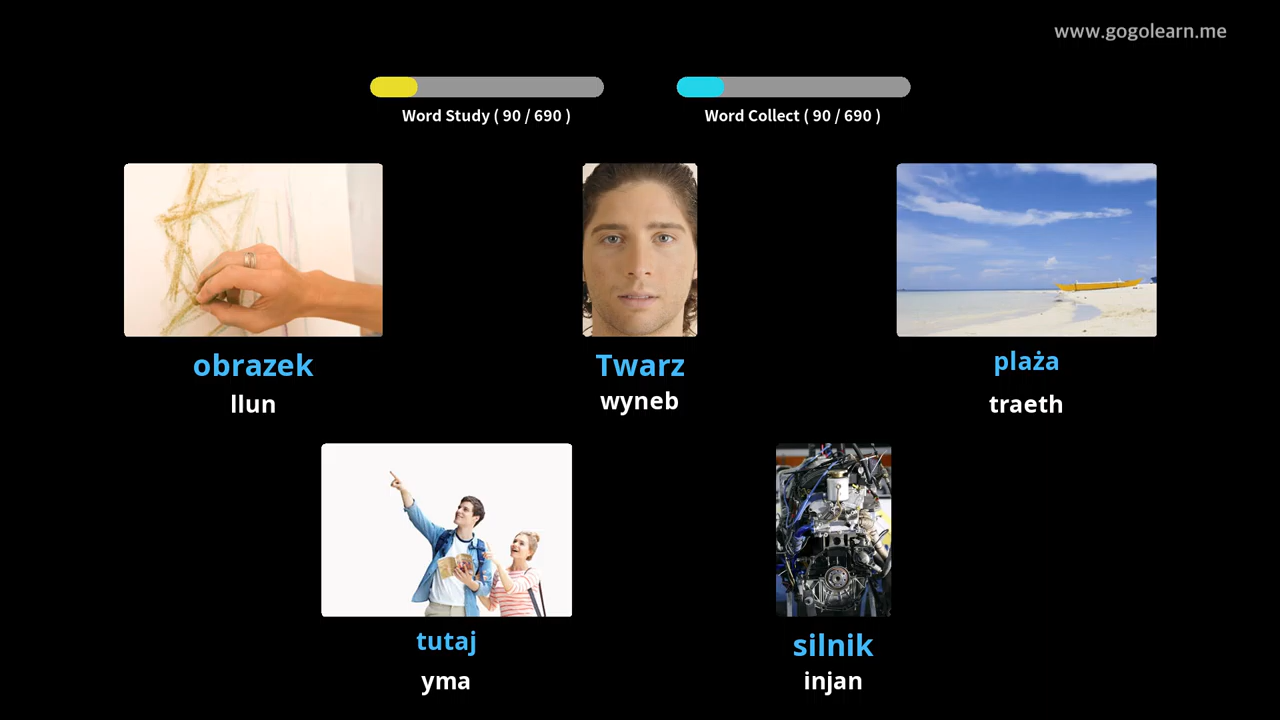 www.gogolearn.me
Word Study ( 90 / 690 )
Word Collect ( 90 / 690 )
obrazek
llun
Twarz
wyneb
plaża
traeth
tutaj
yma
silnik
injan